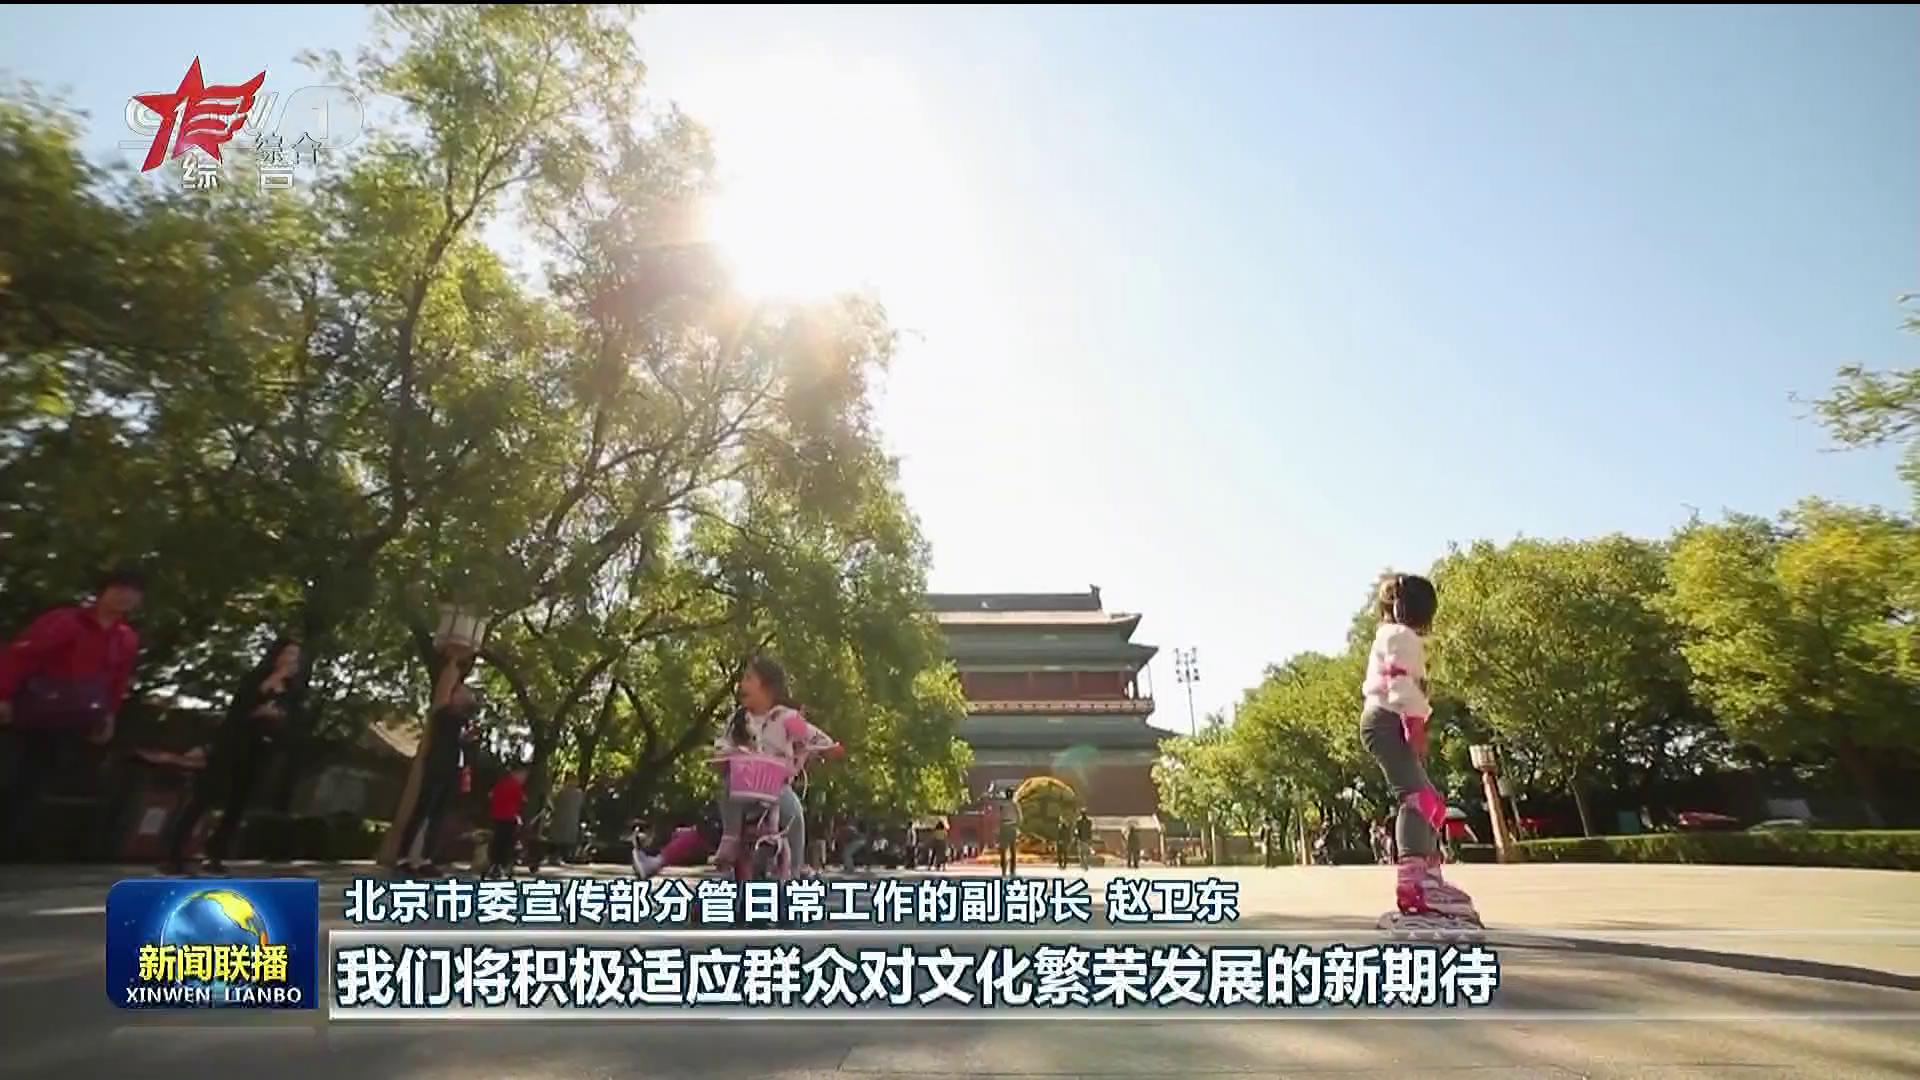 综合
北京市委宣传部分管日常工作的副部长 赵卫东
我们将积极适应群众对文化繁荣发展的新期待
新闻联播
XINWEN LIANBO